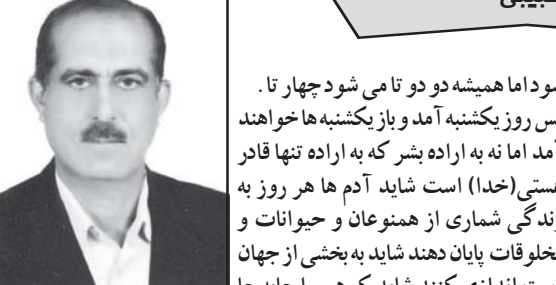 شود اما همیشه دو دو تا می شود چهار تا .
پس روز یکشنبه آمد و باز یکشنبه ها خواهند
آمد اما نه به اراده بشر که به اراده تنها قادر
هستی(خدا) است شاید آدم ها هر روز به
زندگی شماری از همنوعان و حیوانات و
مخلوقات پایان دهند شاید به بخشی از جهان